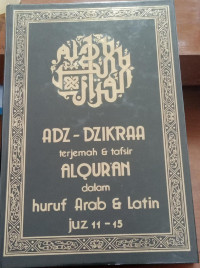 ADZ-DZIKRAA
terjemah & tafsir
ALQURAN
dalam
huruf Arab & Latin
juz 11-15